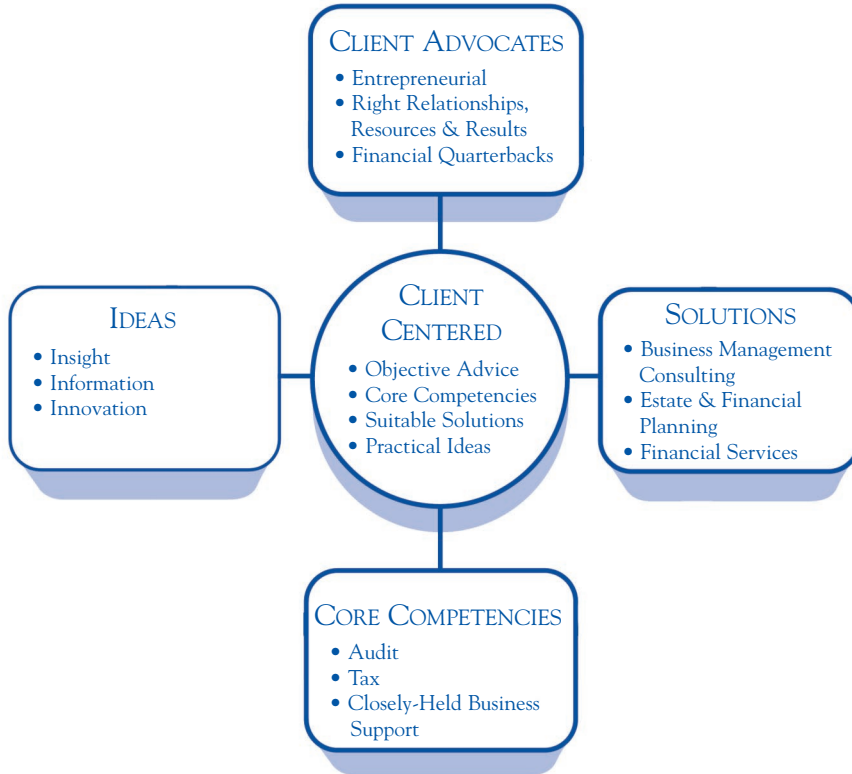 CLIENT ADVOCATES
• Entrepreneurial
• Right Relationships,
Resources & Results
• Financial Quarterbacks
IDEAS
• Insight
• Information
• Innovation
CLIENT
CENTERED
• Objective Advice
• Core Competencies
• Suitable Solutions
• Practical Ideas
SOLUTIONS
• Business Management
Consulting
• Estate & Financial
Planning
• Financial Services
CORE COMPETENCIES
• Audit
• Tax
• Closely-Held Business
Support